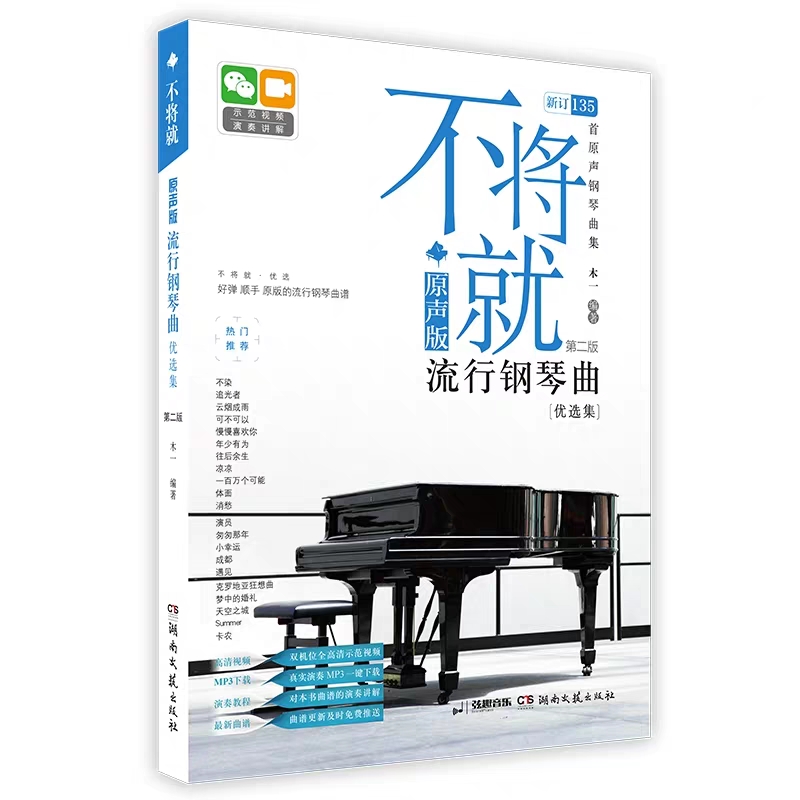 不将就
原声版
流行钢琴曲
优选集
第二版
木一
编著
CS
湖南文艺出版社
示范视频
演奏讲解
新订135
首原声钢琴曲集
木一
编著
不将就
原声版
第二版
流行钢琴曲
[优选集]
不将就·优选
好弹 顺手 原版的流行钢琴曲谱
热门
推荐
不染
追光者
云烟成雨
可不可以
慢慢喜欢你
年少有为
往后余生
凉凉
一百万个可能
体面
消愁
演员
匆匆那年
小幸运
成都
遇见
克罗地亚狂想曲
梦中的婚礼
天空之城
Summer
卡农
高清视频 双机位全高清示范视频
MP3下载 真实演奏MP3一键下载
演奏教程 对本书曲谱的演奏讲解
最新曲谱 曲谱更新及时免费推送
弦趣音乐
CS
湖南文艺出版社